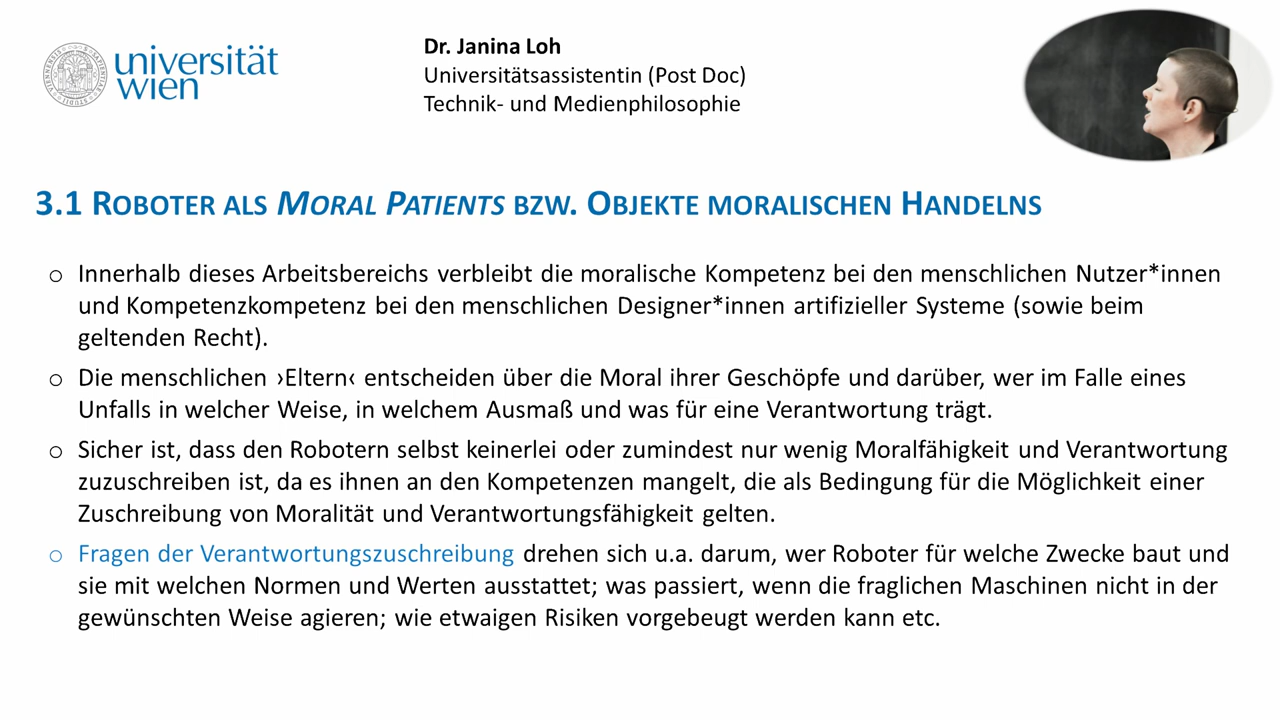 universität
wien
Dr. Janina Loh
Universitätsassistentin (Post Doc)
Technik- und Medienphilosophie
3.1 Roboter als Moral Patients bzw. Objekte moralischen Handelns
o Innerhalb dieses Arbeitsbereichs verbleibt die moralische Kompetenz bei den menschlichen Nutzer*innen
und Kompetenzkompetenz bei den menschlichen Designer*innen artifizieller Systeme (sowie beim
geltenden Recht).
o Die menschlichen ›Eltern‹ entscheiden über die Moral ihrer Geschöpfe und darüber, wer im Falle eines
Unfalls in welcher Weise, in welchem Ausmaß und was für eine Verantwortung trägt.
o Sicher ist, dass den Robotern selbst keinerlei oder zumindest nur wenig Moralfähigkeit und Verantwortung
zuzuschreiben ist, da es ihnen an den Kompetenzen mangelt, die als Bedingung für die Möglichkeit einer
Zuschreibung von Moralität und Verantwortungsfähigkeit gelten.
o Fragen der Verantwortungszuschreibung drehen sich u.a. darum, wer Roboter für welche Zwecke baut und
sie mit welchen Normen und Werten ausstattet; was passiert, wenn die fraglichen Maschinen nicht in der
gewünschten Weise agieren; wie etwaigen Risiken vorgebeugt werden kann etc.